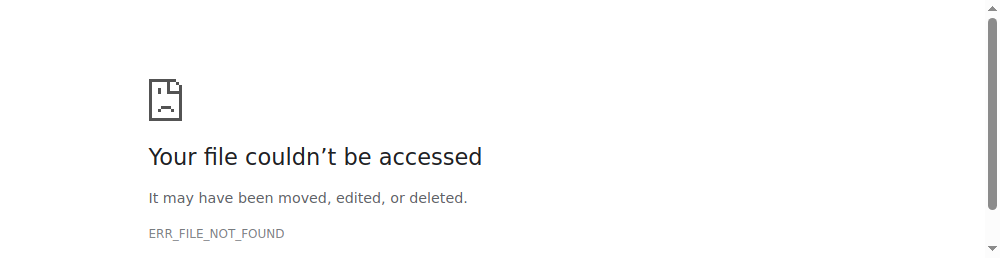 Your file couldn’t be accessed
It may have been moved, edited, or deleted.
ERR_FILE_NOT_FOUND